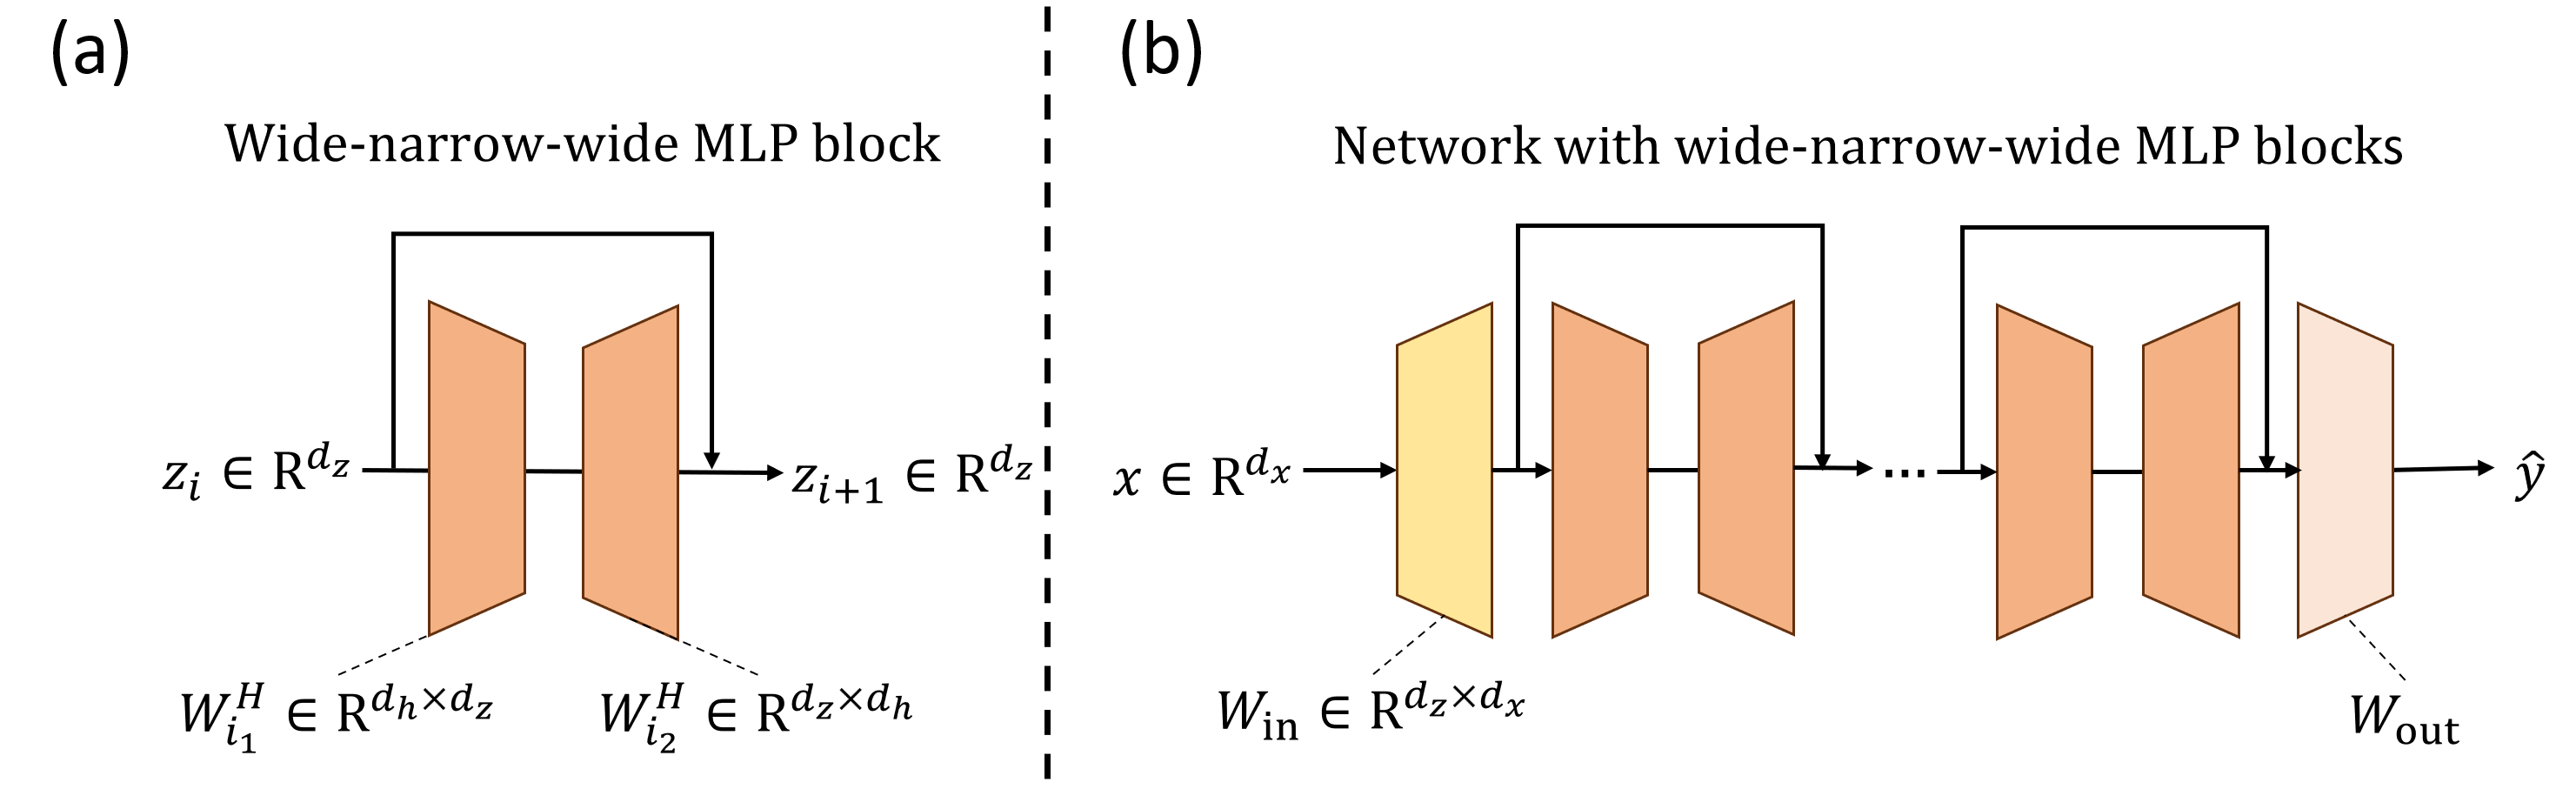 (a)
Wide-narrow-wide MLP block
$z_i \in \mathrm{R}^{d_z}$
$z_{i+1} \in \mathrm{R}^{d_z}$
$W_{i_1}^H \in \mathrm{R}^{d_h \times d_z}$
$W_{i_2}^H \in \mathrm{R}^{d_z \times d_h}$
(b)
Network with wide-narrow-wide MLP blocks
$x \in \mathrm{R}^{d_x}$
...
$\hat{y}$
$W_{\mathrm{in}} \in \mathrm{R}^{d_z \times d_x}$
$W_{\mathrm{out}}$